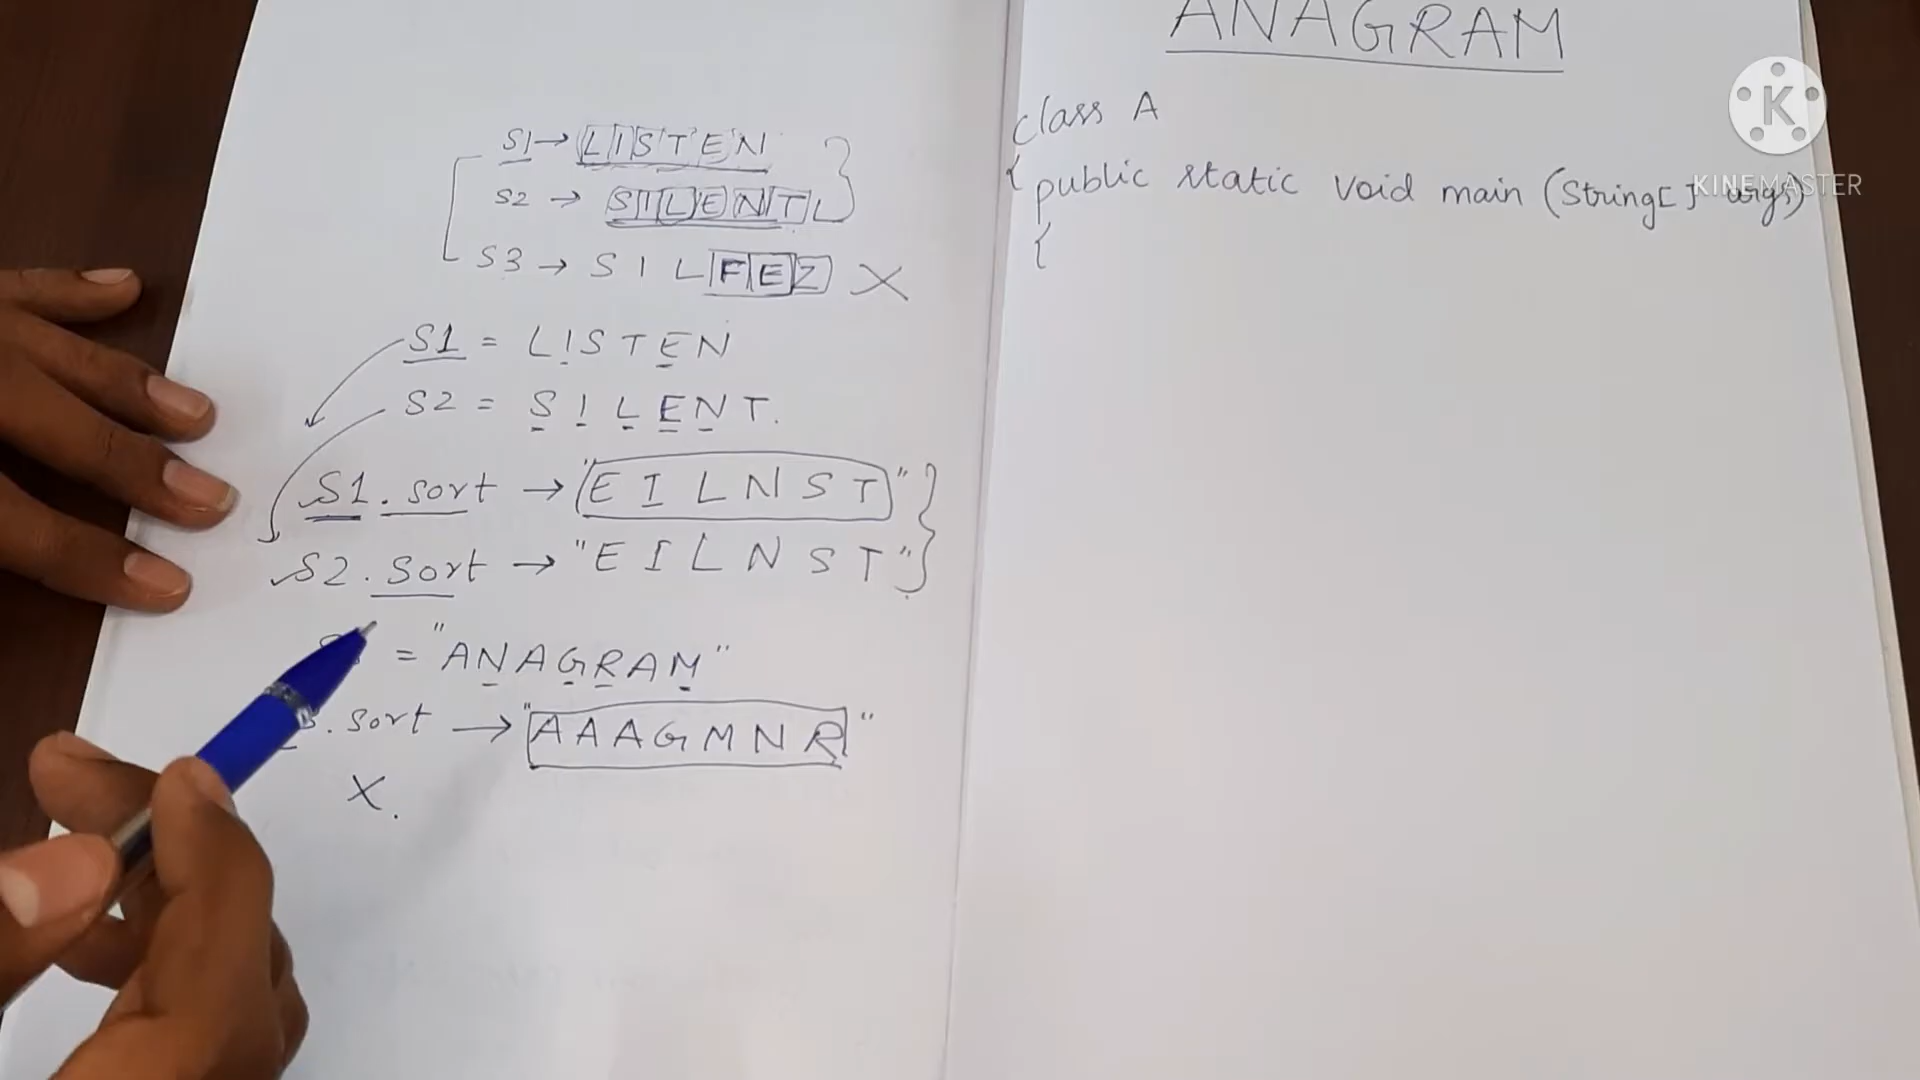 S1 → LISTEN
S2 → SILENT
S3 → SILFEZ X
S1 = LISTEN
S2 = SILENT.
S1.sort → "EILNST"
S2.sort → "EILNST"
= "ANAGRAM"
.sort → "AAAGMNR"
X.
ANAGRAM
class A
{ public static void main (String[] args)
{
K
KINEMASTER